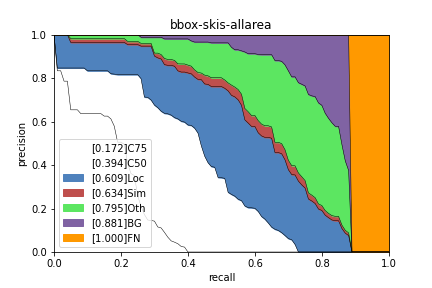 bbox-skis-allarea
1.0
0.8
0.6
0.4
0.2
0.0
precision
[0.172]C75
[0.394]C50
[0.609]Loc
[0.634]Sim
[0.795]Oth
[0.881]BG
[1.000]FN
0.0 0.2 0.4 0.6 0.8 1.0
recall